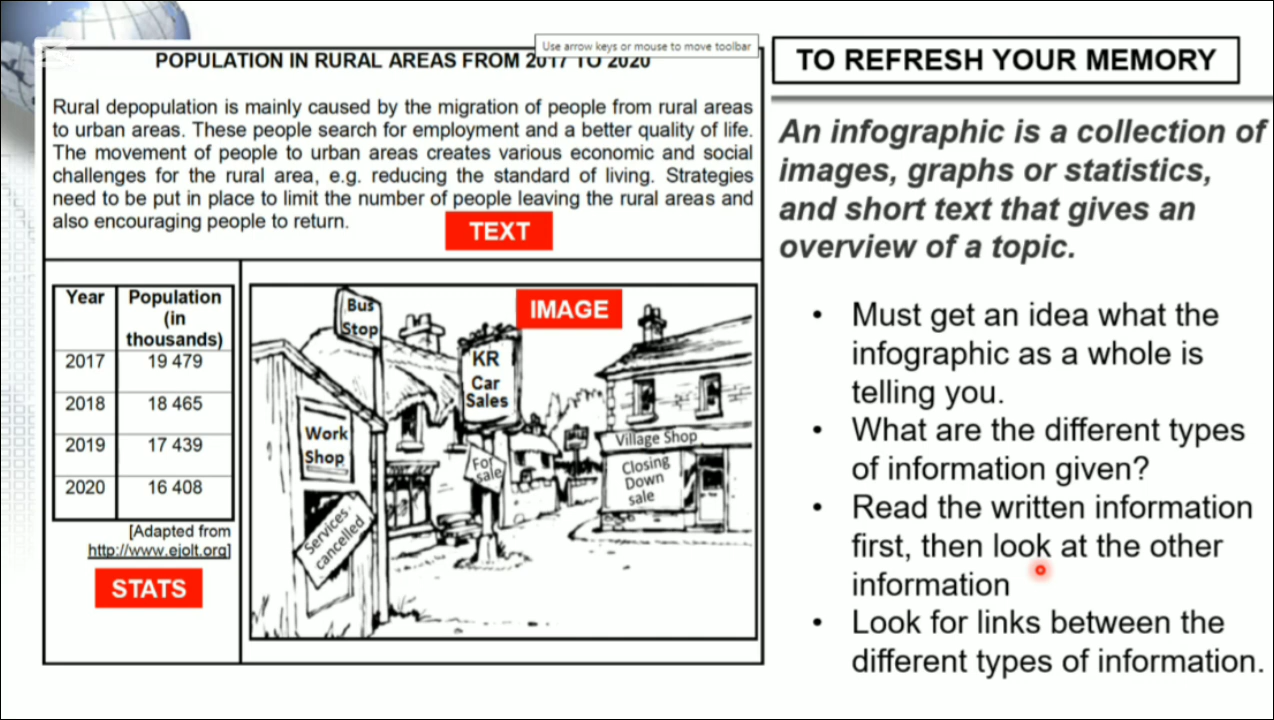 Use arrow keys or mouse to move toolbar
POPULATION IN RURAL AREAS FROM 2017 TO 2020
Rural depopulation is mainly caused by the migration of people from rural areas
to urban areas. These people search for employment and a better quality of life.
The movement of people to urban areas creates various economic and social
challenges for the rural area, e.g. reducing the standard of living. Strategies
need to be put in place to limit the number of people leaving the rural areas and
also encouraging people to return.
TEXT
Year Population
(in
thousands)
2017 19 479
2018 18 465
2019 17 439
2020 16 408
[Adapted from
http://www.ejolt.org]
STATS
IMAGE
Bus
Stop
KR
Car
Sales
Work
Shop
For
sale
Services
cancelled
Village Shop
Closing
Down
sale
TO REFRESH YOUR MEMORY
An infographic is a collection of
images, graphs or statistics,
and short text that gives an
overview of a topic.
• Must get an idea what the
infographic as a whole is
telling you.
• What are the different types
of information given?
• Read the written information
first, then look at the other
information
• Look for links between the
different types of information.